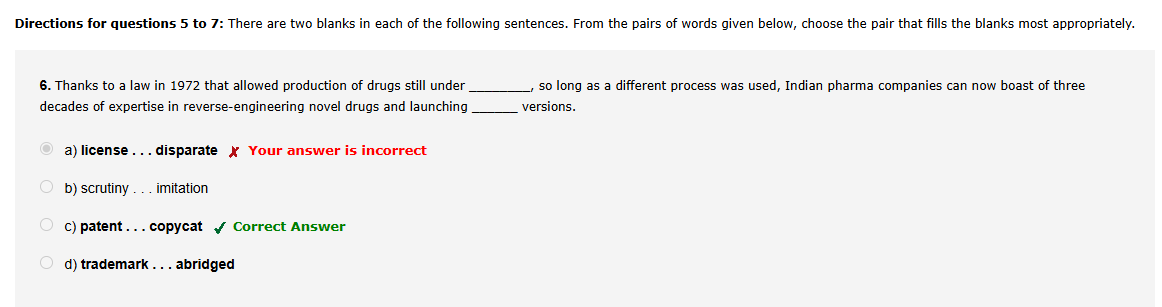 Directions for questions 5 to 7: There are two blanks in each of the following sentences. From the pairs of words given below, choose the pair that fills the blanks most appropriately.
6. Thanks to a law in 1972 that allowed production of drugs still under ________, so long as a different process was used, Indian pharma companies can now boast of three
decades of expertise in reverse-engineering novel drugs and launching ______ versions.
a) license . . . disparate ✗ Your answer is incorrect
b) scrutiny . . . imitation
c) patent . . . copycat ✓ Correct Answer
d) trademark . . . abridged